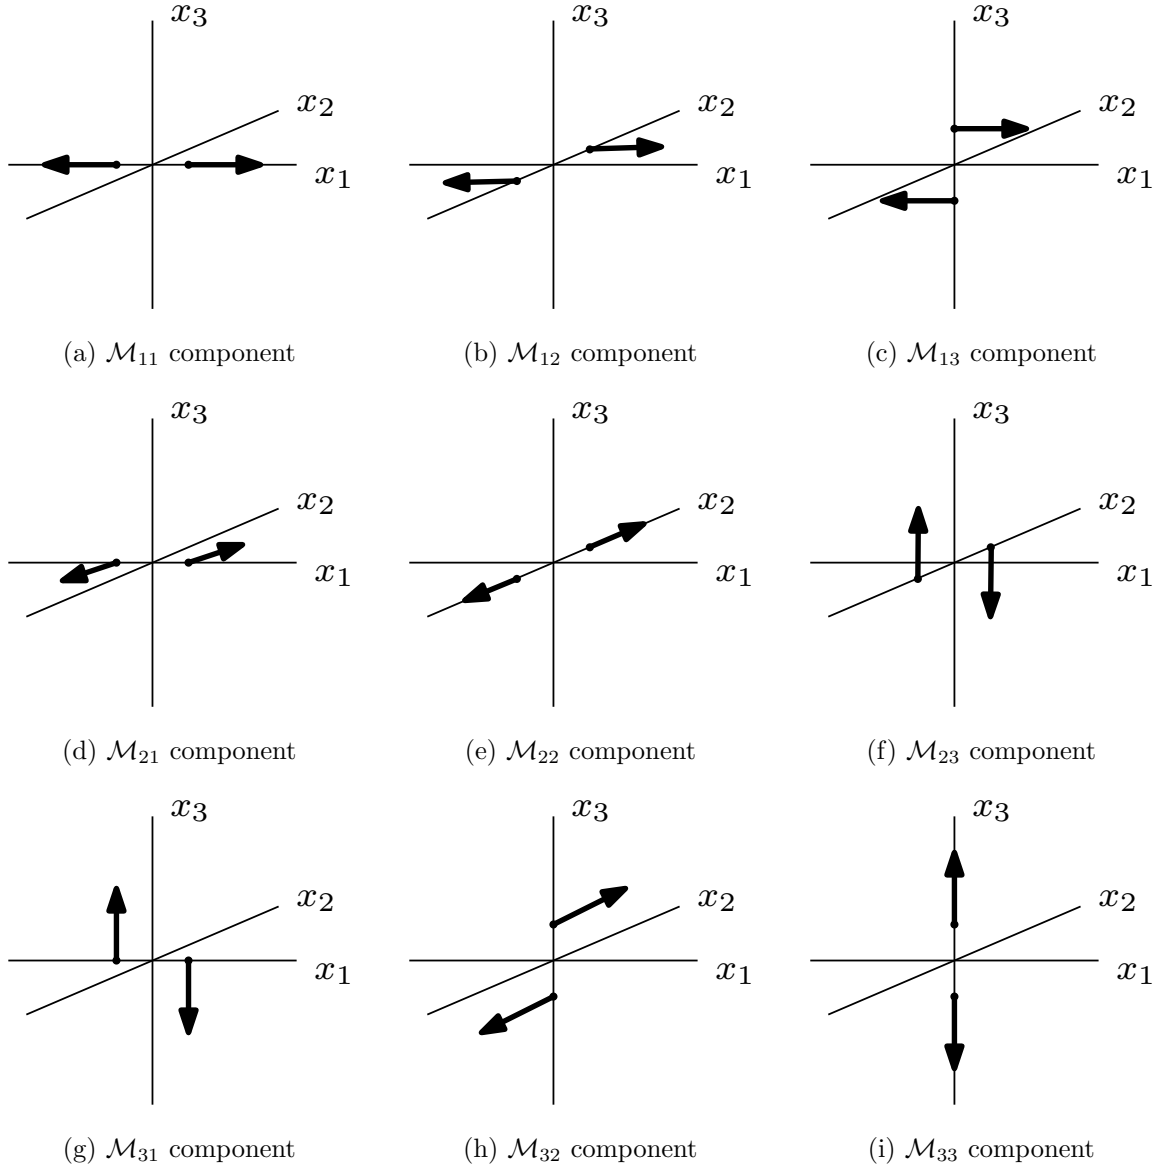 x₃ x₃ x₃
x₂ x₂ x₂
x₁ x₁ x₁
(a) ℳ₁₁ component (b) ℳ₁₂ component (c) ℳ₁₃ component
x₃ x₃ x₃
x₂ x₂ x₂
x₁ x₁ x₁
(d) ℳ₂₁ component (e) ℳ₂₂ component (f) ℳ₂₃ component
x₃ x₃ x₃
x₂ x₂ x₂
x₁ x₁ x₁
(g) ℳ₃₁ component (h) ℳ₃₂ component (i) ℳ₃₃ component